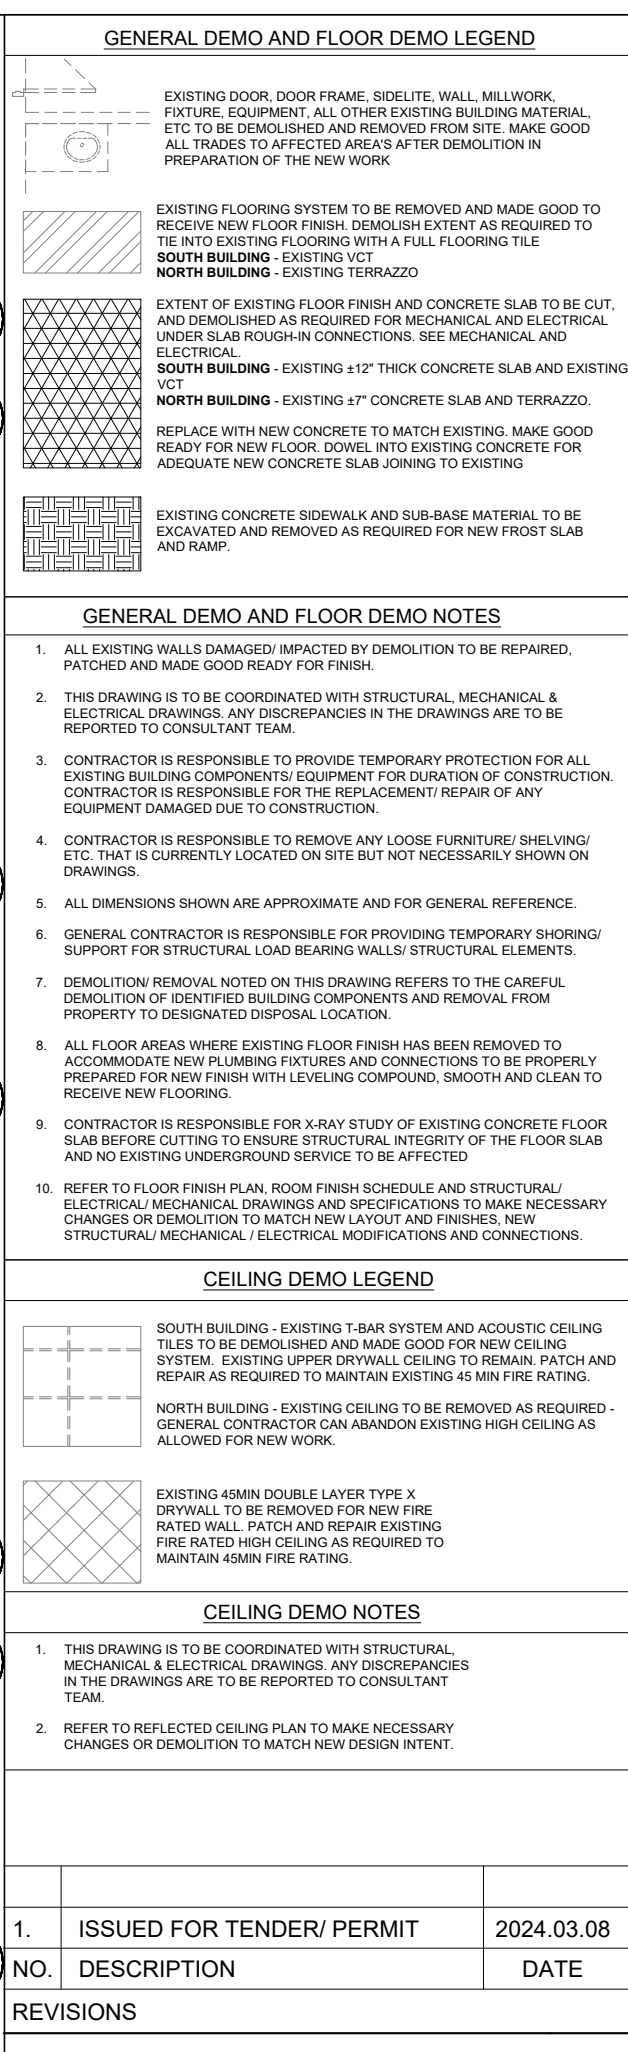 GENERAL DEMO AND FLOOR DEMO LEGEND
EXISTING DOOR, DOOR FRAME, SIDELITE, WALL, MILLWORK,
FIXTURE, EQUIPMENT, ALL OTHER EXISTING BUILDING MATERIAL,
ETC TO BE DEMOLISHED AND REMOVED FROM SITE. MAKE GOOD
ALL TRADES TO AFFECTED AREA'S AFTER DEMOLITION IN
PREPARATION OF THE NEW WORK
EXISTING FLOORING SYSTEM TO BE REMOVED AND MADE GOOD TO
RECEIVE NEW FLOOR FINISH. DEMOLISH EXTENT AS REQUIRED TO
TIE INTO EXISTING FLOORING WITH A FULL FLOORING TILE
SOUTH BUILDING - EXISTING VCT
NORTH BUILDING - EXISTING TERRAZZO
EXTENT OF EXISTING FLOOR FINISH AND CONCRETE SLAB TO BE CUT,
AND DEMOLISHED AS REQUIRED FOR MECHANICAL AND ELECTRICAL
UNDER SLAB ROUGH-IN CONNECTIONS. SEE MECHANICAL AND
ELECTRICAL.
SOUTH BUILDING - EXISTING ±12" THICK CONCRETE SLAB AND EXISTING
VCT
NORTH BUILDING - EXISTING ±7" CONCRETE SLAB AND TERRAZZO.
REPLACE WITH NEW CONCRETE TO MATCH EXISTING. MAKE GOOD
READY FOR NEW FLOOR. DOWEL INTO EXISTING CONCRETE FOR
ADEQUATE NEW CONCRETE SLAB JOINING TO EXISTING
EXISTING CONCRETE SIDEWALK AND SUB-BASE MATERIAL TO BE
EXCAVATED AND REMOVED AS REQUIRED FOR NEW FROST SLAB
AND RAMP.
GENERAL DEMO AND FLOOR DEMO NOTES
1. ALL EXISTING WALLS DAMAGED/ IMPACTED BY DEMOLITION TO BE REPAIRED,
PATCHED AND MADE GOOD READY FOR FINISH.
2. THIS DRAWING IS TO BE COORDINATED WITH STRUCTURAL, MECHANICAL &
ELECTRICAL DRAWINGS. ANY DISCREPANCIES IN THE DRAWINGS ARE TO BE
REPORTED TO CONSULTANT TEAM.
3. CONTRACTOR IS RESPONSIBLE TO PROVIDE TEMPORARY PROTECTION FOR ALL
EXISTING BUILDING COMPONENTS/ EQUIPMENT FOR DURATION OF CONSTRUCTION.
CONTRACTOR IS RESPONSIBLE FOR THE REPLACEMENT/ REPAIR OF ANY
EQUIPMENT DAMAGED DUE TO CONSTRUCTION.
4. CONTRACTOR IS RESPONSIBLE TO REMOVE ANY LOOSE FURNITURE/ SHELVING/
ETC. THAT IS CURRENTLY LOCATED ON SITE BUT NOT NECESSARILY SHOWN ON
DRAWINGS.
5. ALL DIMENSIONS SHOWN ARE APPROXIMATE AND FOR GENERAL REFERENCE.
6. GENERAL CONTRACTOR IS RESPONSIBLE FOR PROVIDING TEMPORARY SHORING/
SUPPORT FOR STRUCTURAL LOAD BEARING WALLS/ STRUCTURAL ELEMENTS.
7. DEMOLITION/ REMOVAL NOTED ON THIS DRAWING REFERS TO THE CAREFUL
DEMOLITION OF IDENTIFIED BUILDING COMPONENTS AND REMOVAL FROM
PROPERTY TO DESIGNATED DISPOSAL LOCATION.
8. ALL FLOOR AREAS WHERE EXISTING FLOOR FINISH HAS BEEN REMOVED TO
ACCOMMODATE NEW PLUMBING FIXTURES AND CONNECTIONS TO BE PROPERLY
PREPARED FOR NEW FINISH WITH LEVELING COMPOUND, SMOOTH AND CLEAN TO
RECEIVE NEW FLOORING.
9. CONTRACTOR IS RESPONSIBLE FOR X-RAY STUDY OF EXISTING CONCRETE FLOOR
SLAB BEFORE CUTTING TO ENSURE STRUCTURAL INTEGRITY OF THE FLOOR SLAB
AND NO EXISTING UNDERGROUND SERVICE TO BE AFFECTED
10. REFER TO FLOOR FINISH PLAN, ROOM FINISH SCHEDULE AND STRUCTURAL/
ELECTRICAL/ MECHANICAL DRAWINGS AND SPECIFICATIONS TO MAKE NECESSARY
CHANGES OR DEMOLITION TO MATCH NEW LAYOUT AND FINISHES, NEW
STRUCTURAL/ MECHANICAL / ELECTRICAL MODIFICATIONS AND CONNECTIONS.
CEILING DEMO LEGEND
SOUTH BUILDING - EXISTING T-BAR SYSTEM AND ACOUSTIC CEILING
TILES TO BE DEMOLISHED AND MADE GOOD FOR NEW CEILING
SYSTEM. EXISTING UPPER DRYWALL CEILING TO REMAIN. PATCH AND
REPAIR AS REQUIRED TO MAINTAIN EXISTING 45 MIN FIRE RATING.
NORTH BUILDING - EXISTING CEILING TO BE REMOVED AS REQUIRED -
GENERAL CONTRACTOR CAN ABANDON EXISTING HIGH CEILING AS
ALLOWED FOR NEW WORK.
EXISTING 45MIN DOUBLE LAYER TYPE X
DRYWALL TO BE REMOVED FOR NEW FIRE
RATED WALL. PATCH AND REPAIR EXISTING
FIRE RATED HIGH CEILING AS REQUIRED TO
MAINTAIN 45MIN FIRE RATING.
CEILING DEMO NOTES
1. THIS DRAWING IS TO BE COORDINATED WITH STRUCTURAL,
MECHANICAL & ELECTRICAL DRAWINGS. ANY DISCREPANCIES
IN THE DRAWINGS ARE TO BE REPORTED TO CONSULTANT
TEAM.
2. REFER TO REFLECTED CEILING PLAN TO MAKE NECESSARY
CHANGES OR DEMOLITION TO MATCH NEW DESIGN INTENT.
1. ISSUED FOR TENDER/ PERMIT 2024.03.08
NO. DESCRIPTION DATE
REVISIONS